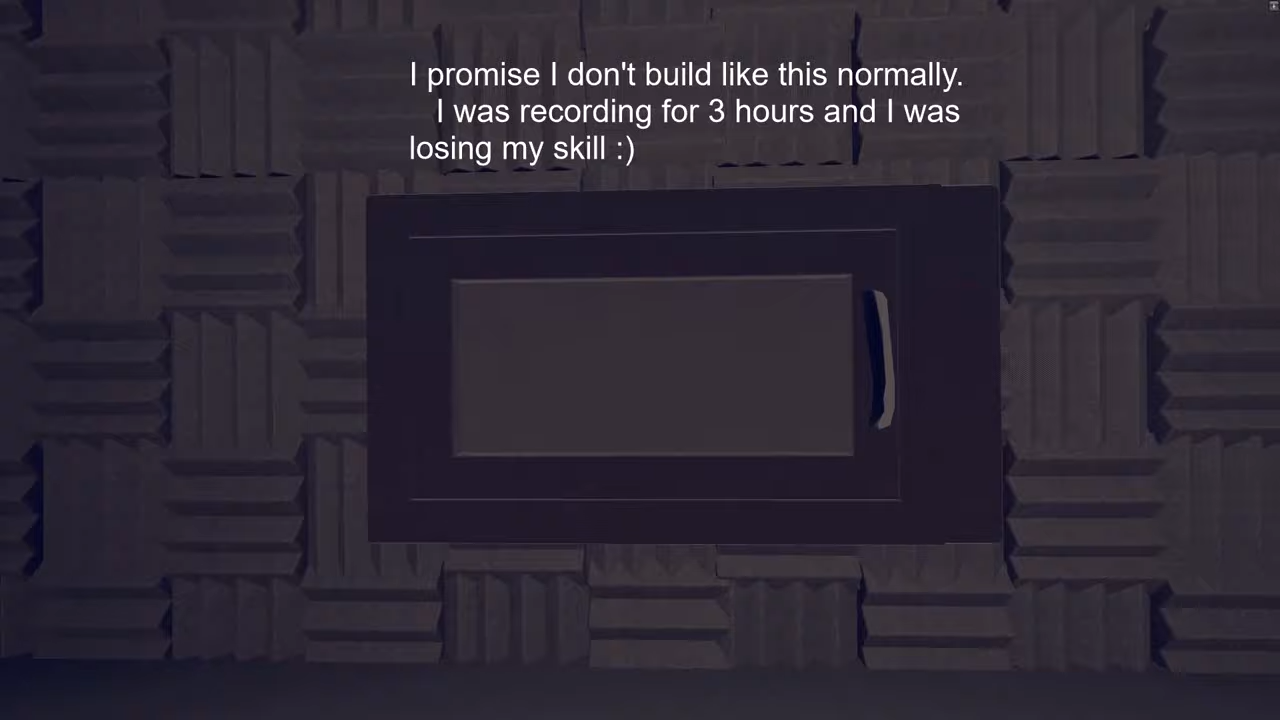 I promise I don't build like this normally.
I was recording for 3 hours and I was
losing my skill :)